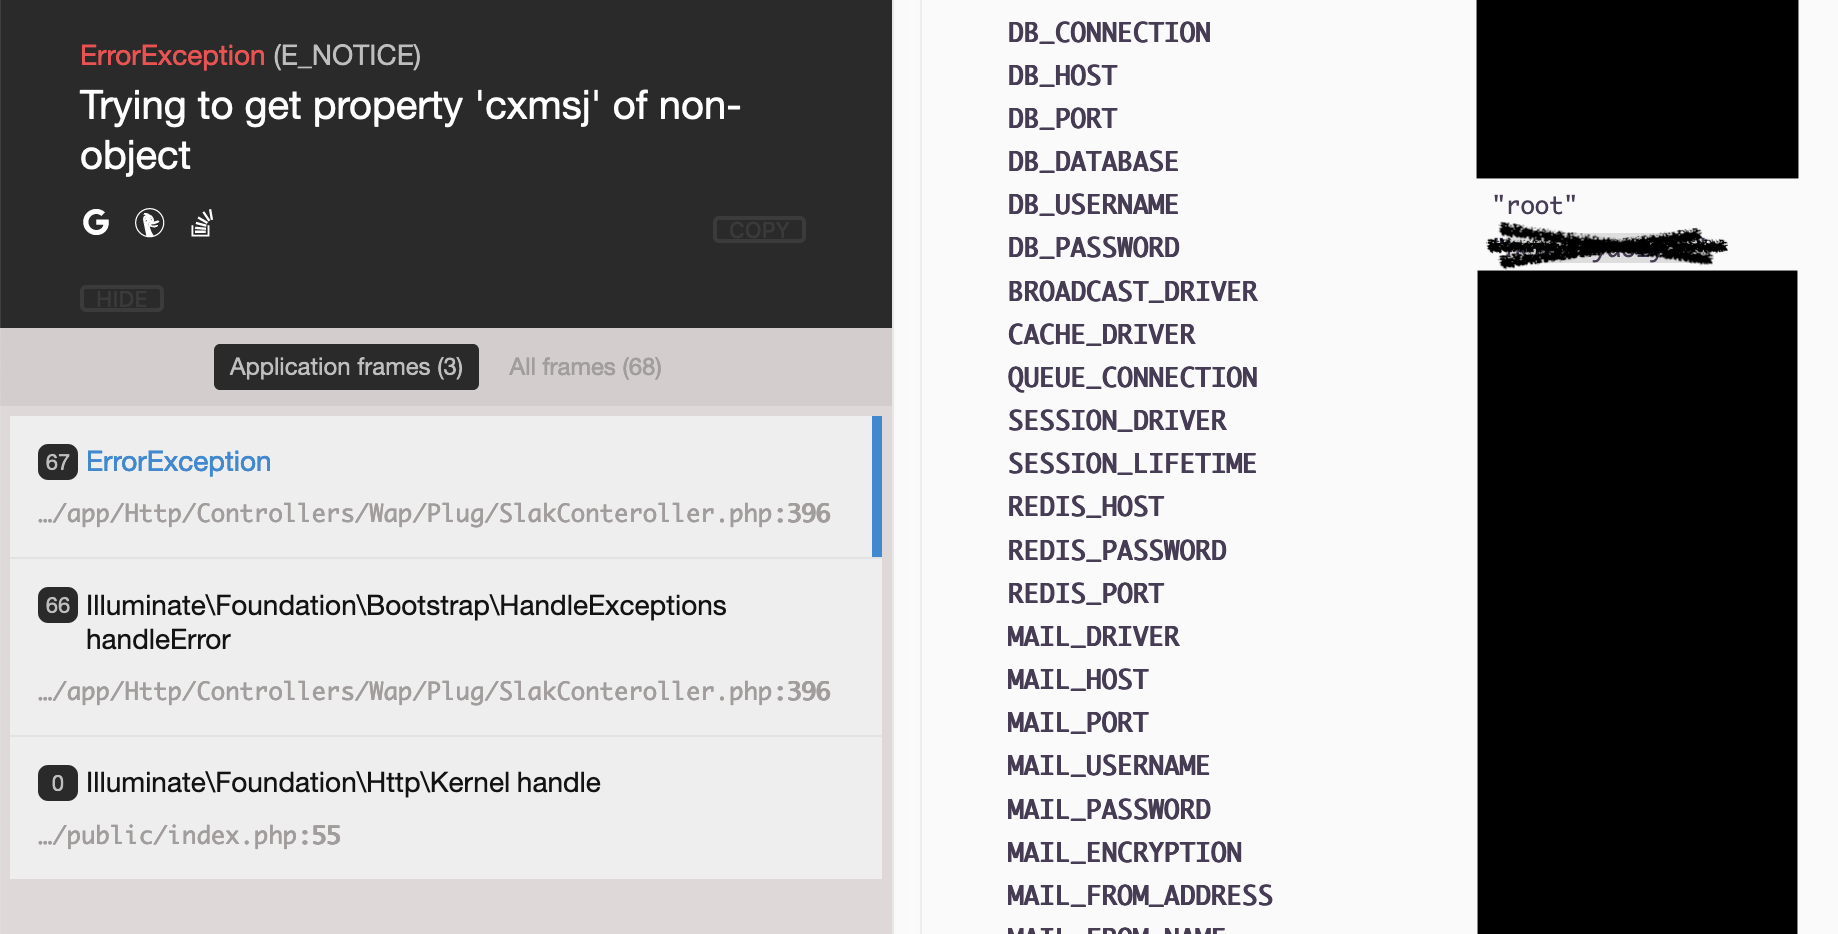 ErrorException (E_NOTICE)
Trying to get property 'cxmsj' of non-
object
COPY
HIDE
Application frames (3)
All frames (68)
67 ErrorException
…/app/Http/Controllers/Wap/Plug/SlakConteroller.php:396
66 Illuminate\Foundation\Bootstrap\HandleExceptions
handleError
…/app/Http/Controllers/Wap/Plug/SlakConteroller.php:396
0 Illuminate\Foundation\Http\Kernel handle
…/public/index.php:55
DB_CONNECTION
DB_HOST
DB_PORT
DB_DATABASE
DB_USERNAME "root"
DB_PASSWORD
BROADCAST_DRIVER
CACHE_DRIVER
QUEUE_CONNECTION
SESSION_DRIVER
SESSION_LIFETIME
REDIS_HOST
REDIS_PASSWORD
REDIS_PORT
MAIL_DRIVER
MAIL_HOST
MAIL_PORT
MAIL_USERNAME
MAIL_PASSWORD
MAIL_ENCRYPTION
MAIL_FROM_ADDRESS
MAIL_FROM_NAME